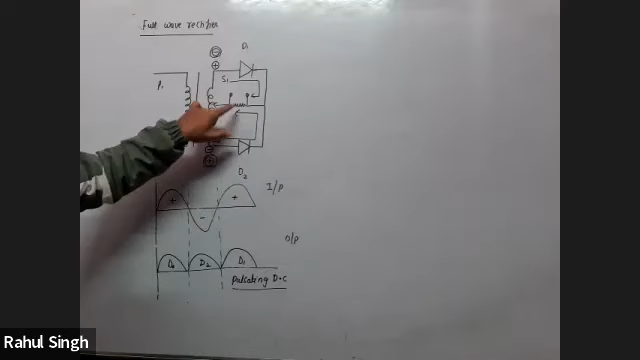 Full wave rectifier
D1
⊖
⊕
S1
P1
D2
+
-
+
I/P
O/P
D1
D2
D1
Pulsating D.C
Rahul Singh